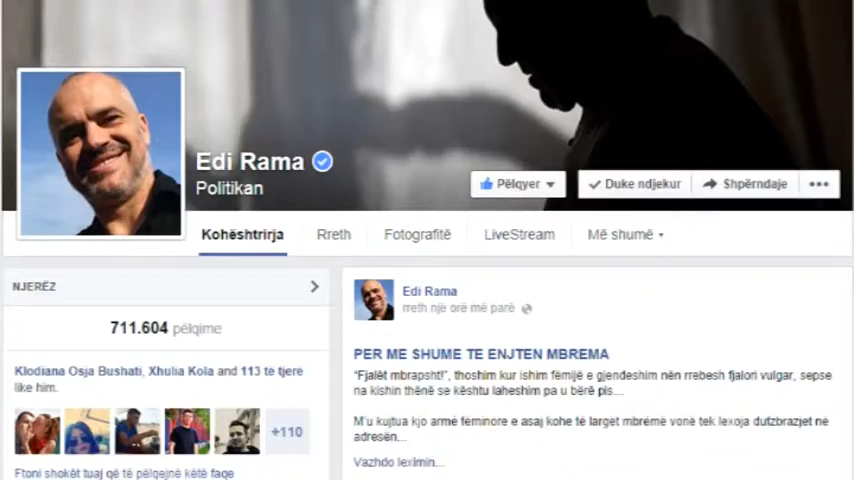 Edi Rama
Politikan
Pëlqyer
Duke ndjekur
Shpërndaje
Kohështrirja
Rreth
Fotografitë
LiveStream
Më shumë
NJERËZ
711.604 pëlqime
Klodiana Osja Bushati, Xhulia Kola and 113 të tjere
like him.
+110
Ftoni shokët tuaj që të pëlqejnë këtë faqe
Edi Rama
rreth një orë më parë
PER ME SHUME TE ENJTEN MBREMA
“Fjalët mbrapsht!”, thoshim kur ishim fëmijë e gjendeshim nën rrebesh fjalori vulgar, sepse
na kishin thënë se kështu laheshim pa u bërë pis....
M'u kujtua kjo armë fëminore e asaj kohe të largët mbrëmë vonë tek lexoja dutzbrazjet në
adresën...
Vazhdo leximin...